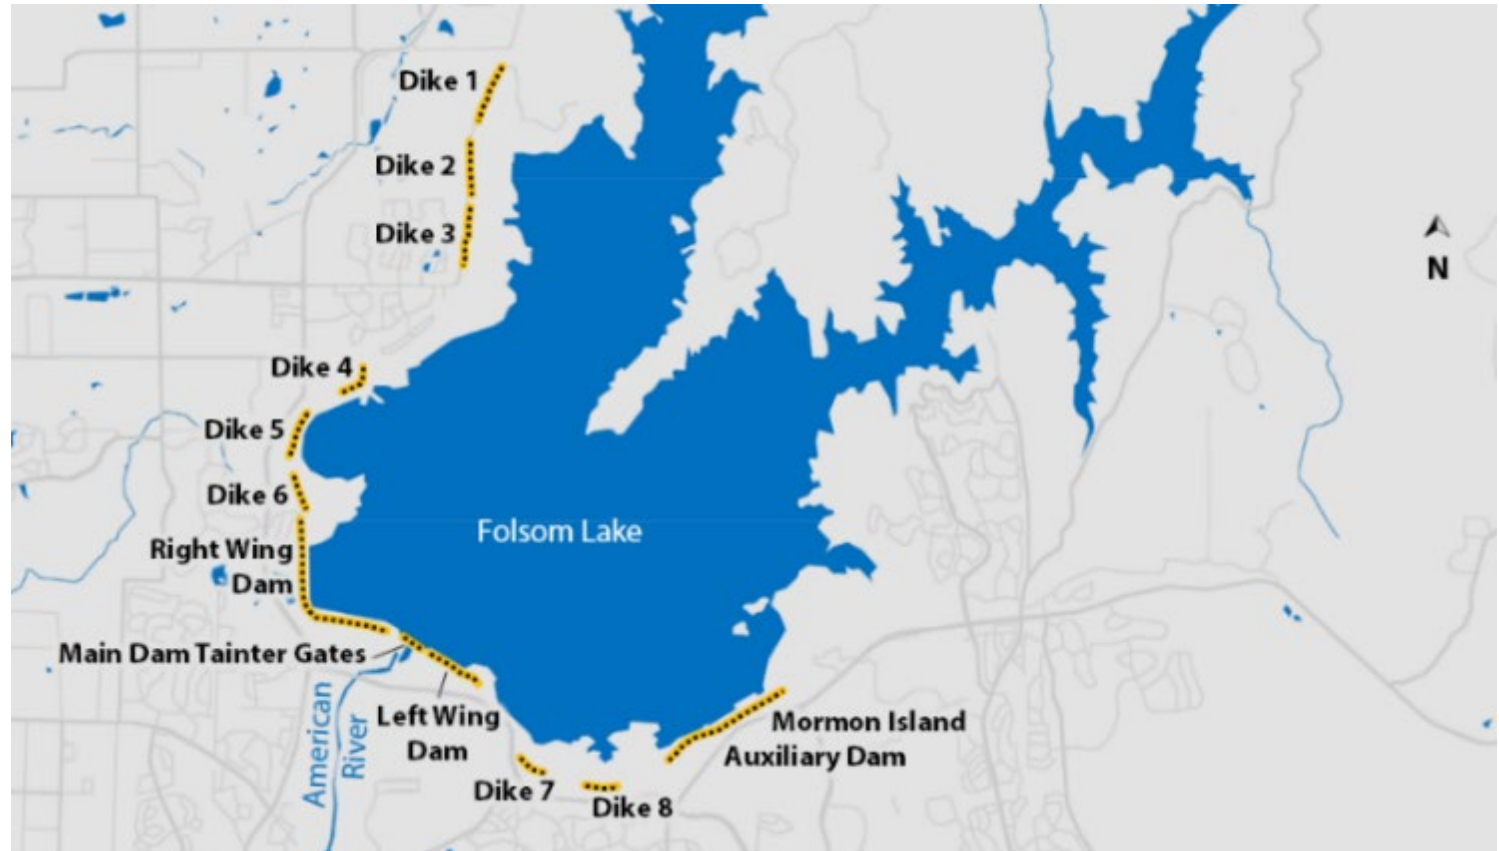 Dike 1
Dike 2
Dike 3
N
Dike 4
Dike 5
Dike 6
Folsom Lake
Right Wing
Dam
Main Dam Tainter Gates
American
River
Left Wing
Dam
Mormon Island
Auxiliary Dam
Dike 7
Dike 8